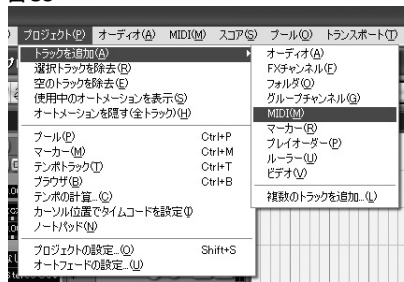 プロジェクト(P) オーディオ(A) MIDI(M) スコア(S) プール(O) トランスポート(T)
トラックを追加(A)
選択トラックを除去(R)
空のトラックを除去(E)
使用中のオートメーションを表示(S)
オートメーションを隠す(全トラック)(H)
プール(P) Ctrl+P
マーカー(M) Ctrl+M
テンポトラック(T) Ctrl+T
ブラウザ(B) Ctrl+B
テンポの計算...(C)
カーソル位置でタイムコードを設定(I)
ノートパッド(N)
プロジェクトの設定...(O) Shift+S
オートフェードの設定...(U)
オーディオ(A)
FXチャンネル(F)
フォルダ(O)
グループチャンネル(G)
MIDI(M)
マーカー(R)
プレイオーダー(P)
ルーラー(U)
ビデオ(V)
複数のトラックを追加...(L)